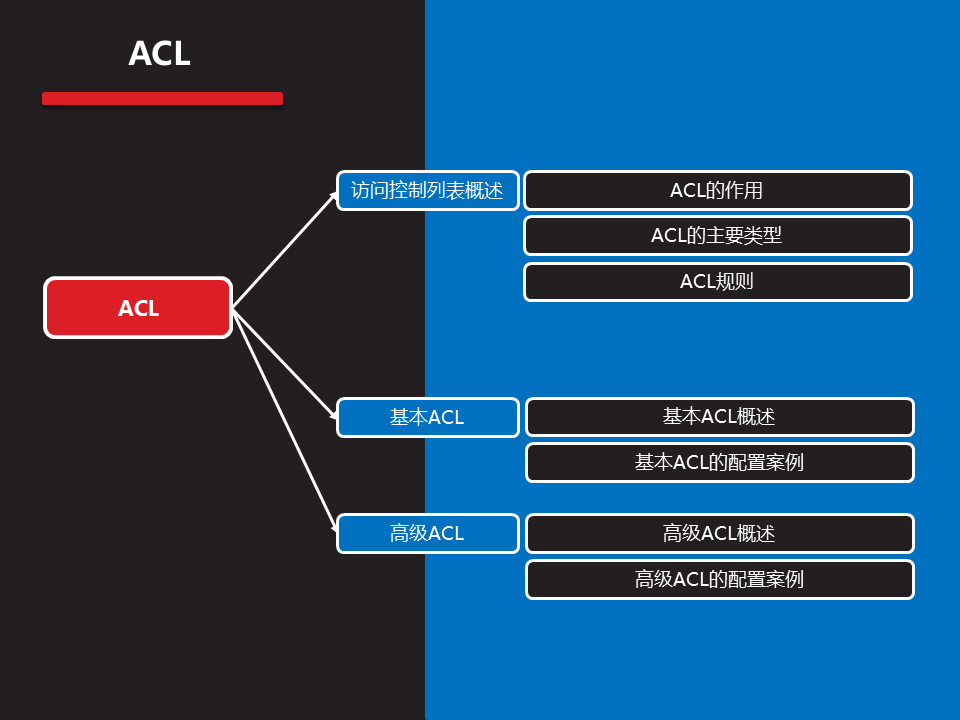 ACL
ACL
访问控制列表概述
ACL的作用
ACL的主要类型
ACL规则
基本ACL
基本ACL概述
基本ACL的配置案例
高级ACL
高级ACL概述
高级ACL的配置案例